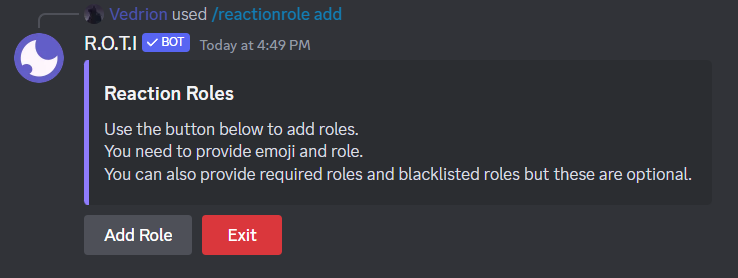 Vedrion used /reactionrole add
R.O.T.I BOT Today at 4:49 PM
Reaction Roles
Use the button below to add roles.
You need to provide emoji and role.
You can also provide required roles and blacklisted roles but these are optional.
Add Role Exit